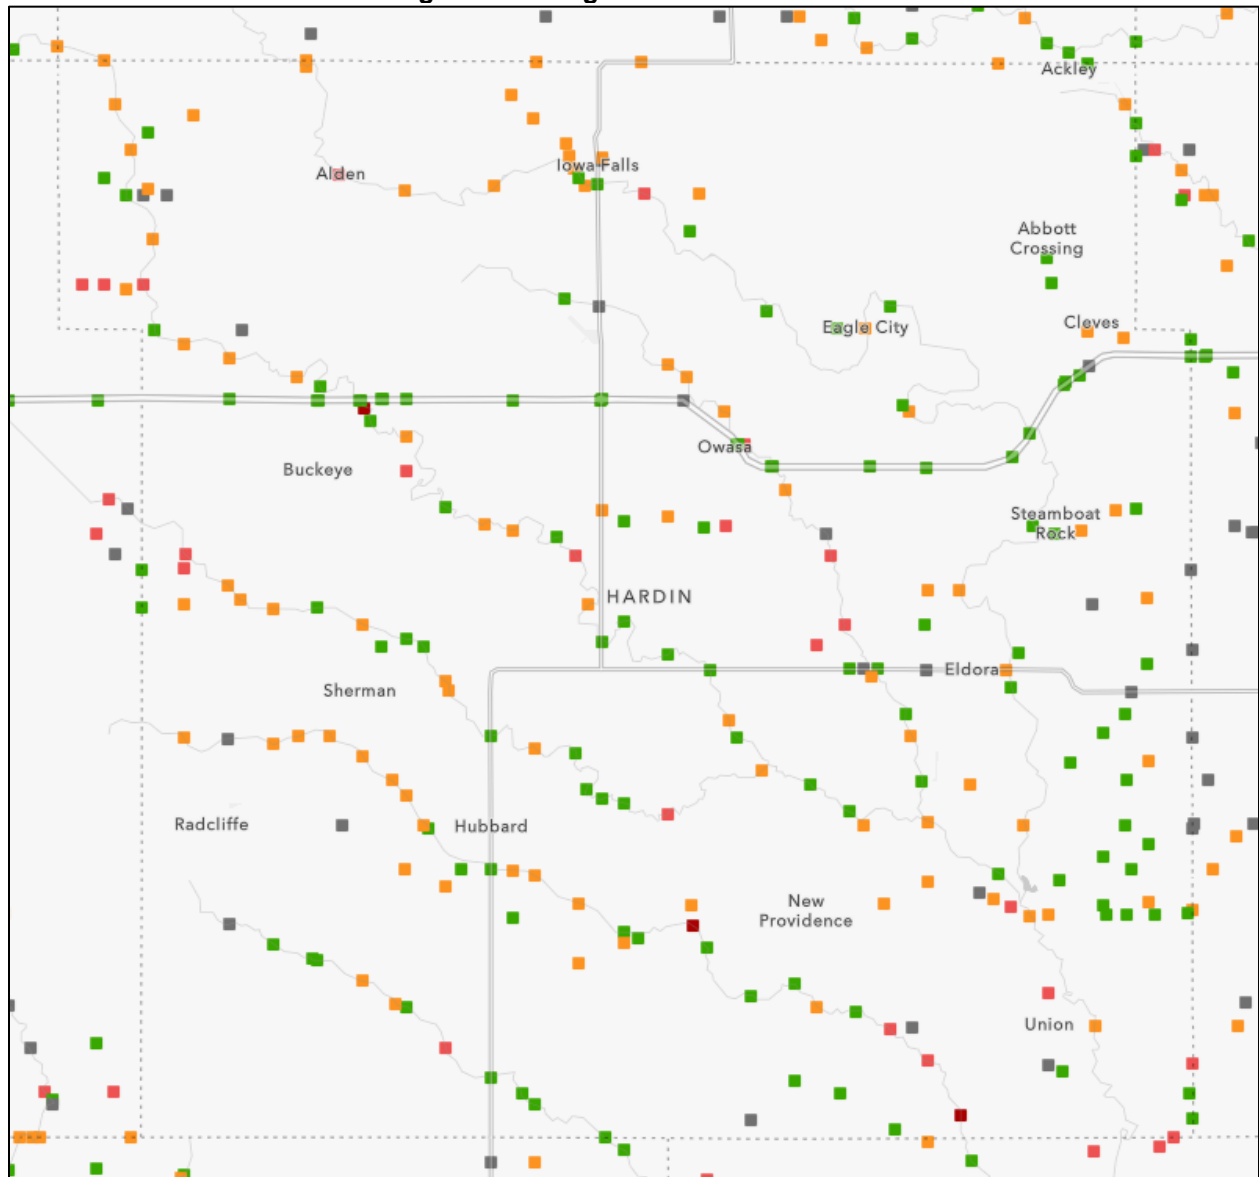 Ackley
Alden
Iowa Falls
Abbott
Crossing
Eagle City
Cleves
Owasa
Buckeye
Steamboat
Rock
HARDIN
Eldora
Sherman
Radcliffe
Hubbard
New
Providence
Union